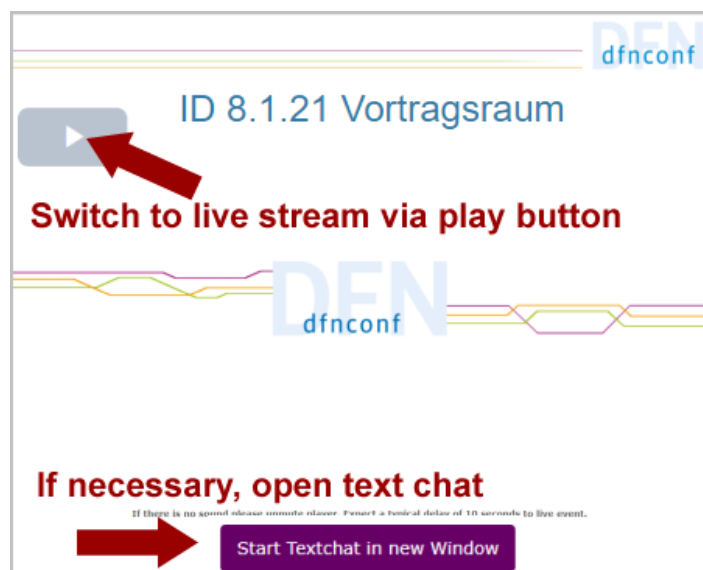 DFN
dfnconf
ID 8.1.21 Vortragsraum
Switch to live stream via play button
DFN
dfnconf
If necessary, open text chat
If there is no sound please unmute player. Expect a typical delay of 10 seconds to live event.
Start Textchat in new Window